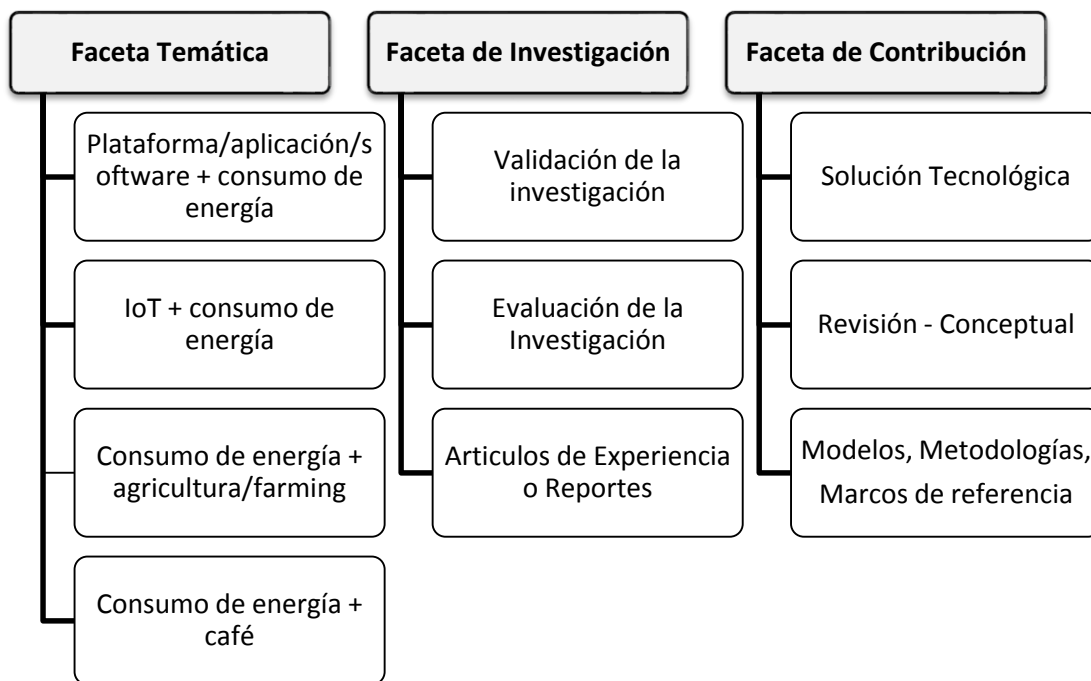 Faceta Temática
Plataforma/aplicación/s
oftware + consumo de
energía
IoT + consumo de
energía
Consumo de energía +
agricultura/farming
Consumo de energía +
café
Faceta de Investigación
Validación de la
investigación
Evaluación de la
Investigación
Articulos de Experiencia
o Reportes
Faceta de Contribución
Solución Tecnológica
Revisión - Conceptual
Modelos, Metodologías,
Marcos de referencia